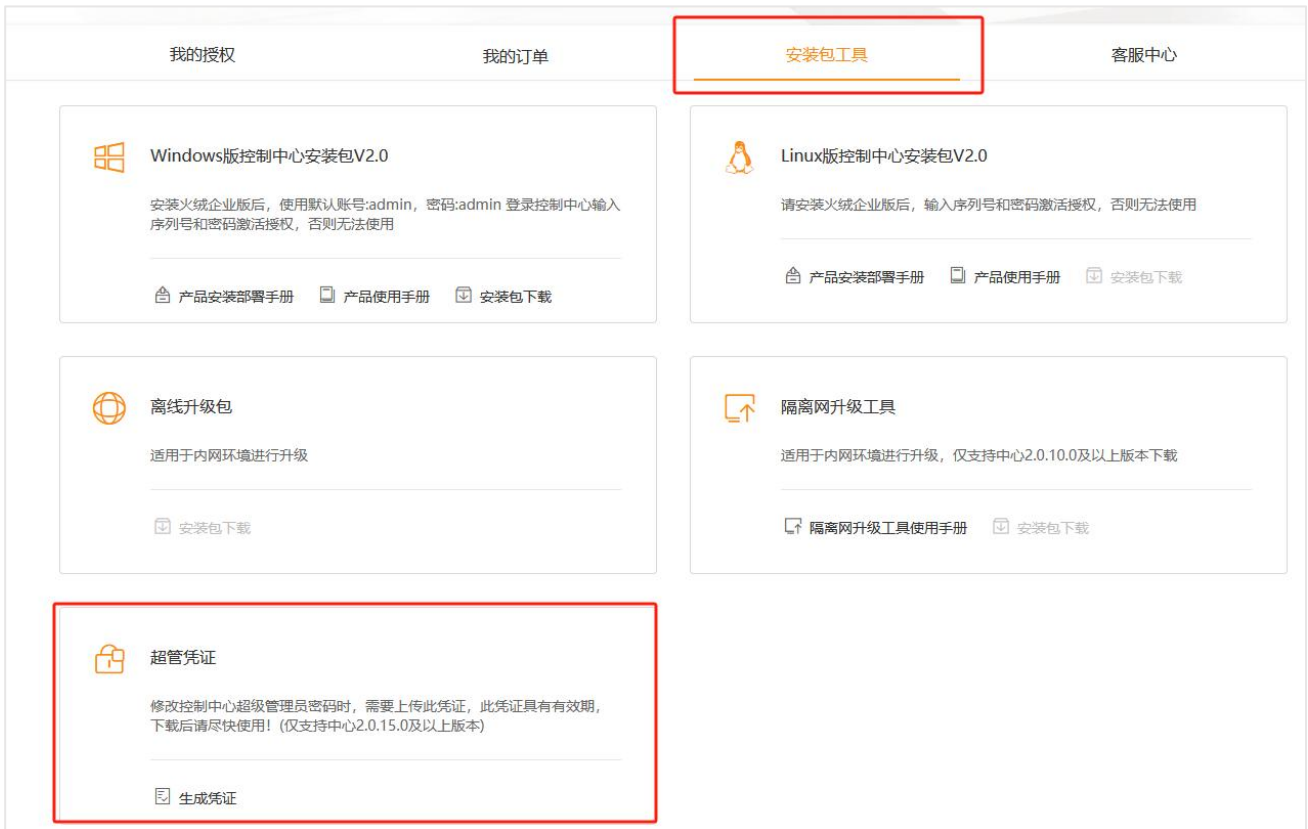 我的授权
我的订单
安装包工具
客服中心
Windows版控制中心安装包V2.0
安装火绒企业版后，使用默认账号:admin，密码:admin 登录控制中心输入
序列号和密码激活授权，否则无法使用
产品安装部署手册
产品使用手册
安装包下载
Linux版控制中心安装包V2.0
请安装火绒企业版后，输入序列号和密码激活授权，否则无法使用
产品安装部署手册
产品使用手册
安装包下载
离线升级包
适用于内网环境进行升级
安装包下载
隔离网升级工具
适用于内网环境进行升级，仅支持中心2.0.10.0及以上版本下载
隔离网升级工具使用手册
安装包下载
超管凭证
修改控制中心超级管理员密码时，需要上传此凭证，此凭证具有有效期，
下载后请尽快使用！(仅支持中心2.0.15.0及以上版本)
生成凭证